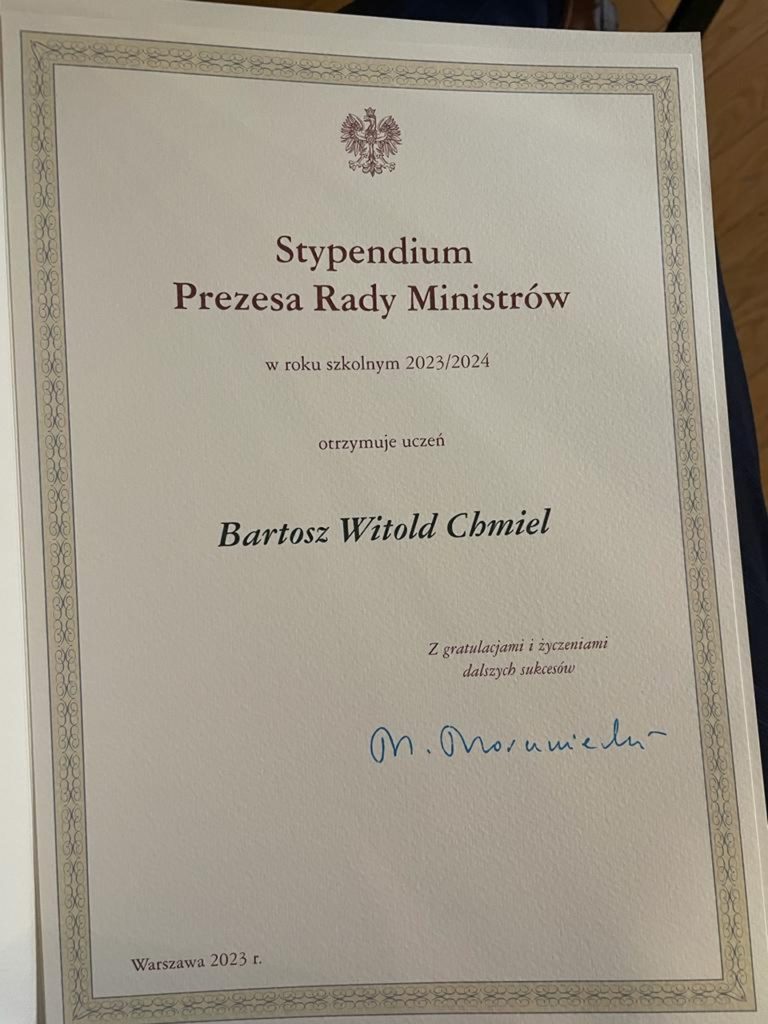 Stypendium
Prezesa Rady Ministrów
w roku szkolnym 2023/2024
otrzymuje uczeń
Bartosz Witold Chmiel
Z gratulacjami i życzeniami
dalszych sukcesów
M. Morawiecki
Warszawa 2023 r.